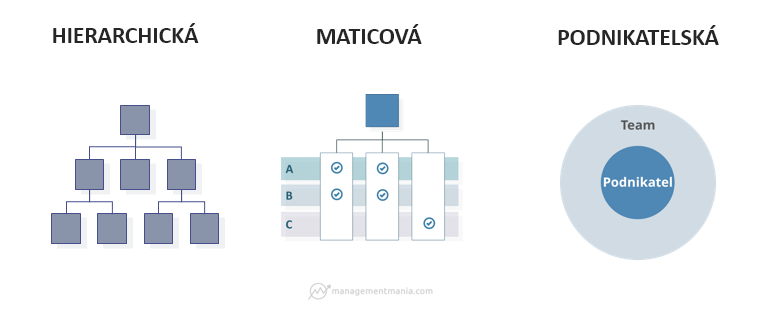 HIERARCHICKÁ
MATICOVÁ
PODNIKATELSKÁ
A
B
C
Team
Podnikatel
managementmania.com